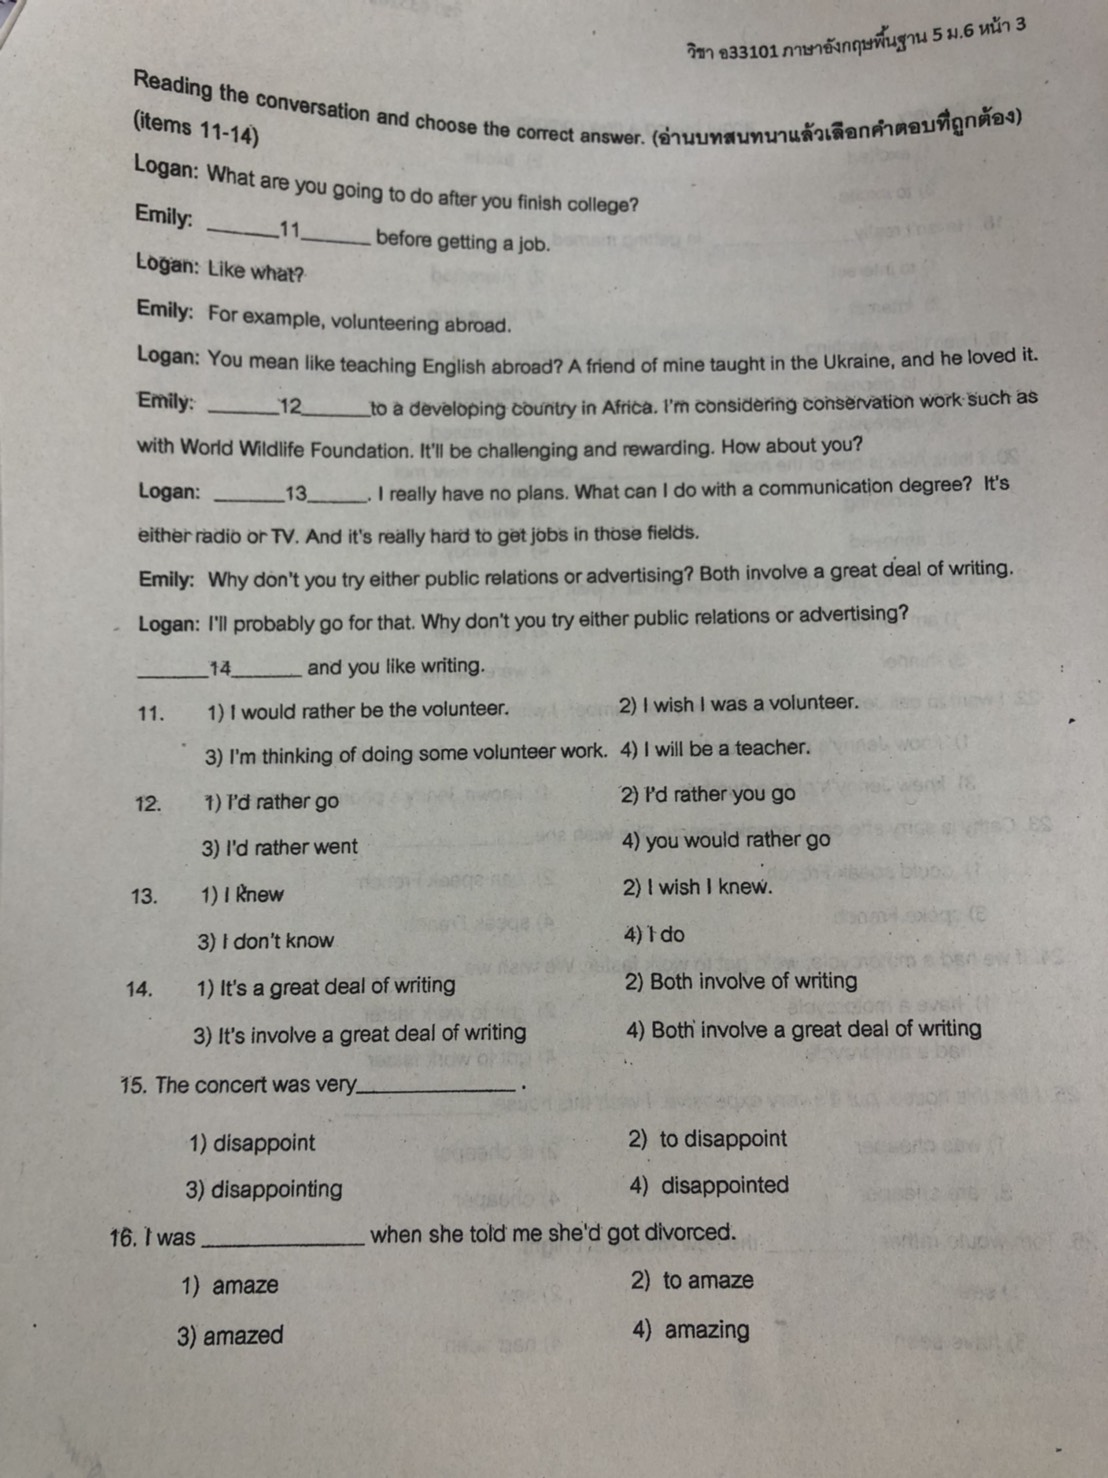 วิชา อ33101 ภาษาอังกฤษพื้นฐาน 5 ม.6 หน้า 3
Reading the conversation and choose the correct answer. (อ่านบทสนทนาแล้วเลือกคำตอบที่ถูกต้อง)
(items 11-14)
Logan: What are you going to do after you finish college?
Emily: ______11______ before getting a job.
Logan: Like what?
Emily: For example, volunteering abroad.
Logan: You mean like teaching English abroad? A friend of mine taught in the Ukraine, and he loved it.
Emily: ______12______to a developing country in Africa. I'm considering conservation work such as
with World Wildlife Foundation. It'll be challenging and rewarding. How about you?
Logan: ______13______. I really have no plans. What can I do with a communication degree? It's
either radio or TV. And it's really hard to get jobs in those fields.
Emily: Why don't you try either public relations or advertising? Both involve a great deal of writing.
Logan: I'll probably go for that. Why don't you try either public relations or advertising?
______14______ and you like writing.
11. 1) I would rather be the volunteer. 2) I wish I was a volunteer.
3) I'm thinking of doing some volunteer work. 4) I will be a teacher.
12. 1) I'd rather go 2) I'd rather you go
3) I'd rather went 4) you would rather go
13. 1) I knew 2) I wish I knew.
3) I don't know 4) I do
14. 1) It's a great deal of writing 2) Both involve of writing
3) It's involve a great deal of writing 4) Both involve a great deal of writing
15. The concert was very______________.
1) disappoint 2) to disappoint
3) disappointing 4) disappointed
16. I was ______________ when she told me she'd got divorced.
1) amaze 2) to amaze
3) amazed 4) amazing